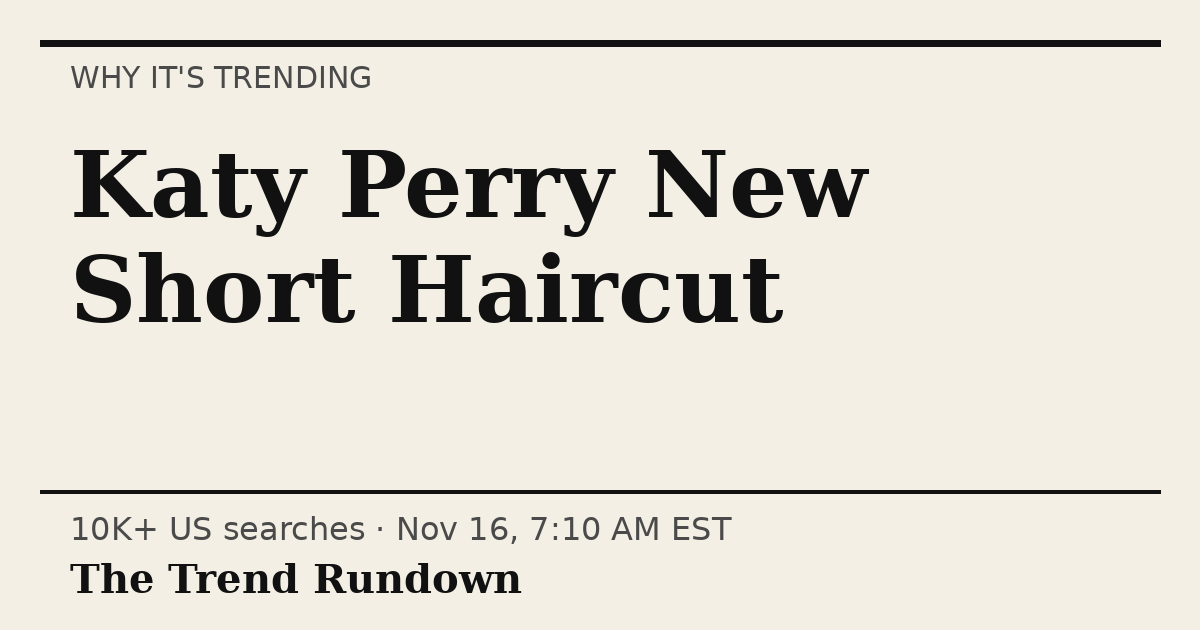 WHY IT'S TRENDING
Katy Perry New
Short Haircut
10K+ US searches · Nov 16, 7:10 AM EST
The Trend Rundown